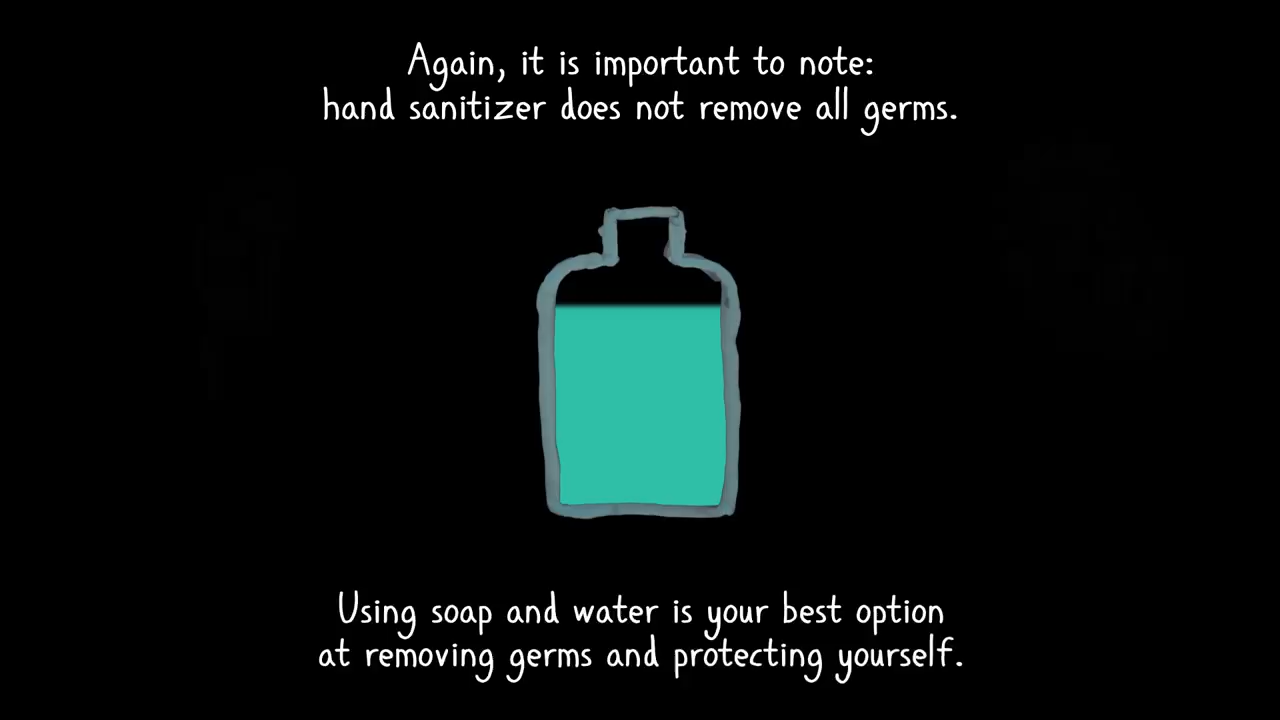 Again, it is important to note:
hand sanitizer does not remove all germs.
Using soap and water is your best option
at removing germs and protecting yourself.